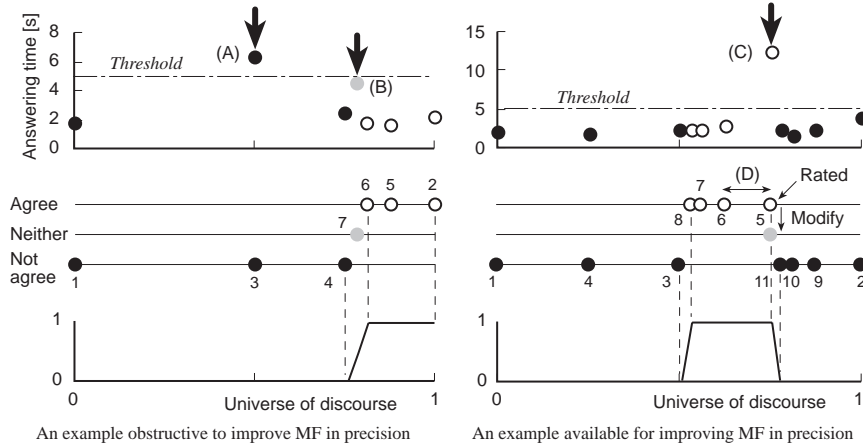 Answering time [s]
8
6
4
2
0
(A)
Threshold
(B)
Agree
Neither
Not agree
6 5 2
7
1 3 4
1
0
0 Universe of discourse 1
An example obstructive to improve MF in precision
15
10
5
0
(C)
Threshold
7 (D) Rated
8 6 5 Modify
1 4 3 11 10 9 2
1
0
0 Universe of discourse 1
An example available for improving MF in precision